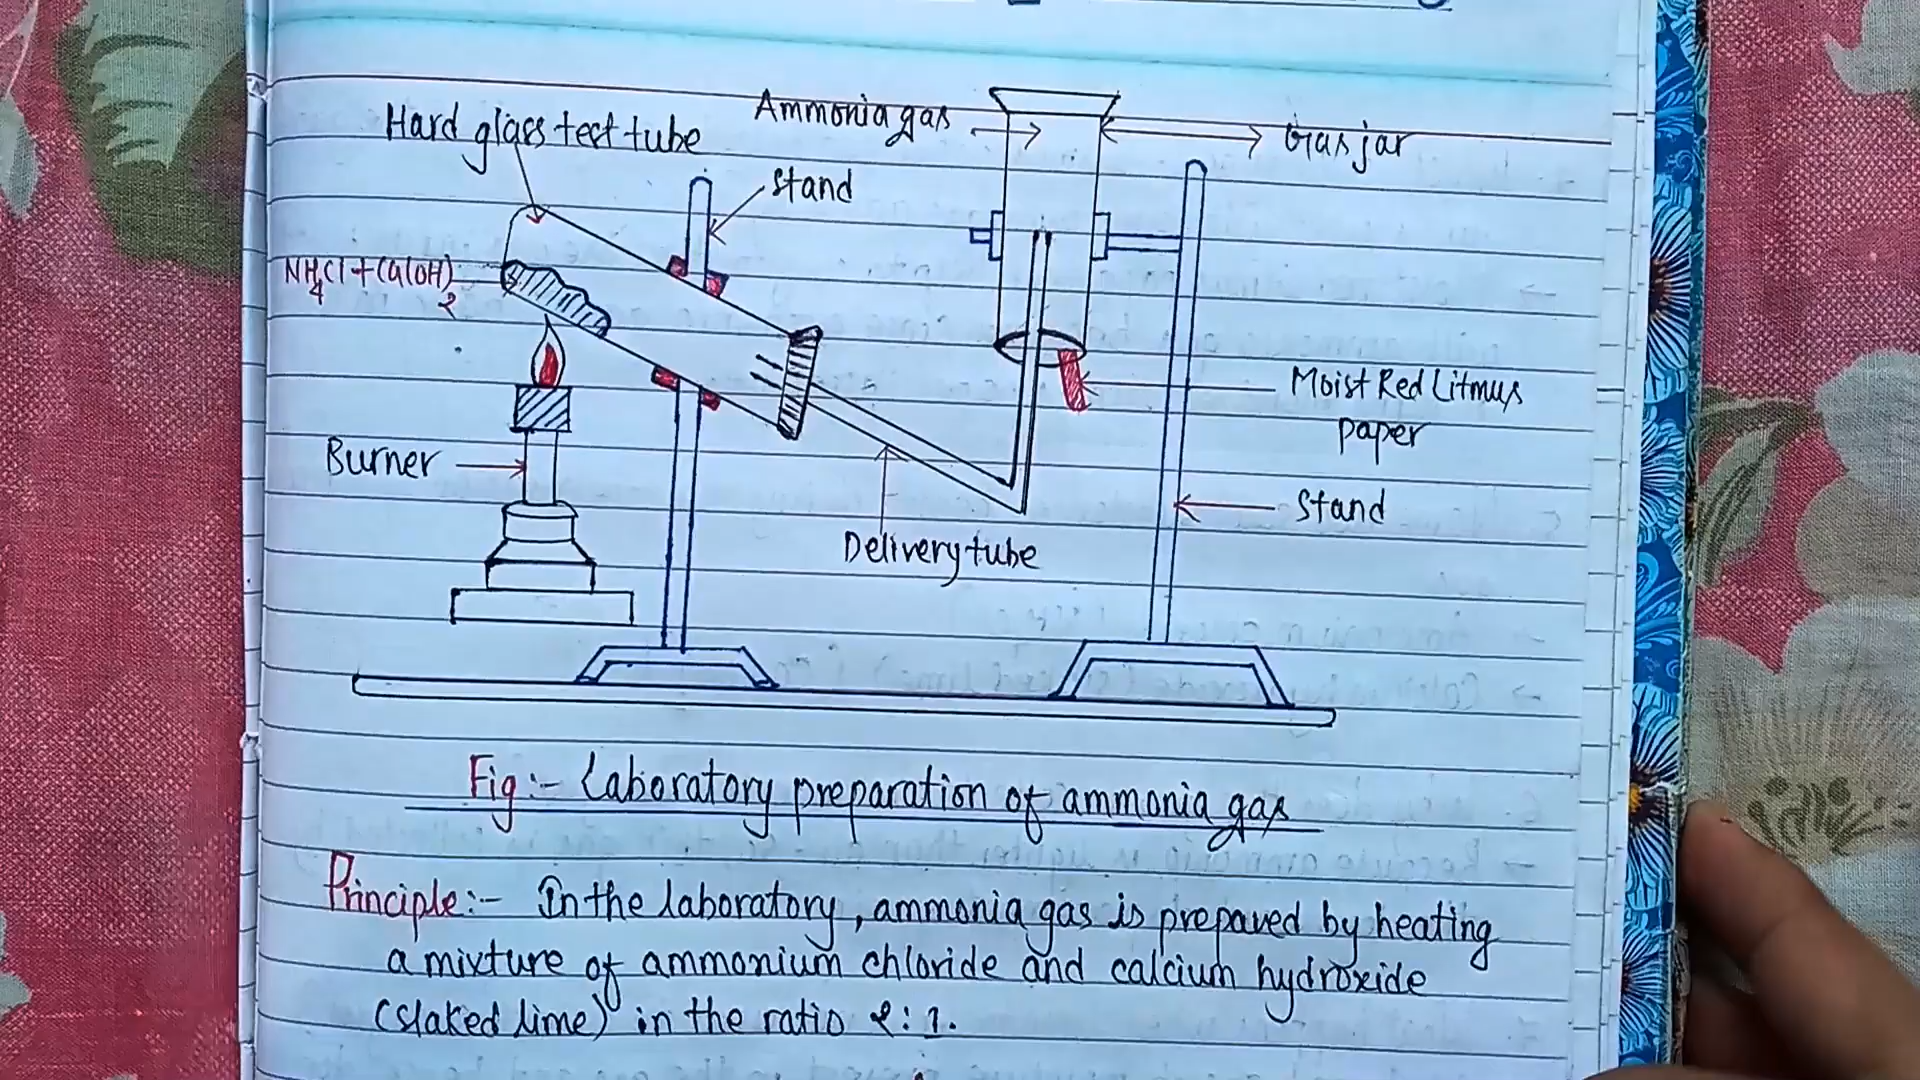 Ammonia gas
Hard glass test tube
Gas jar
Stand
NH4Cl + Ca(OH)2
Moist Red Litmus
paper
Burner
Stand
Delivery tube
Fig:- Laboratory preparation of ammonia gas
Principle:- In the laboratory, ammonia gas is prepared by heating
a mixture of ammonium chloride and calcium hydroxide
(slaked lime) in the ratio 2:1.